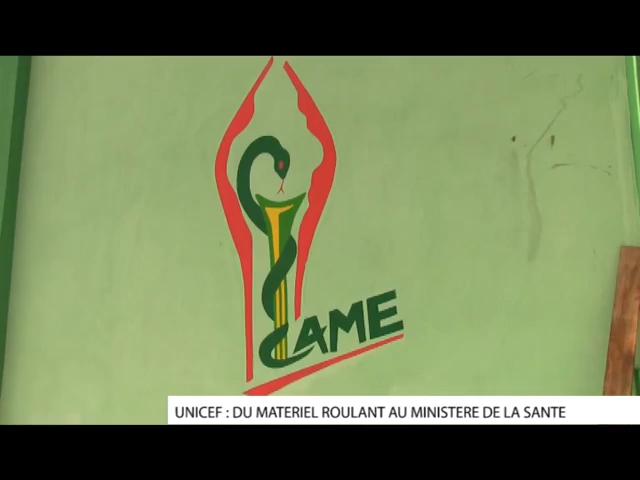 CAME
UNICEF : DU MATERIEL ROULANT AU MINISTERE DE LA SANTE